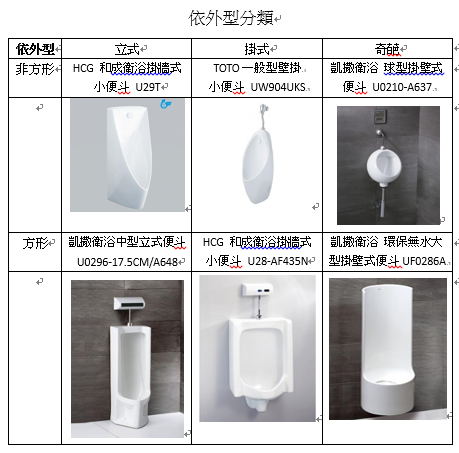 依外型分類
依外型 立式 掛式 奇葩
非方形 HCG 和成衛浴掛牆式 TOTO 一般型壁掛 凱撒衛浴 球型掛壁式
小便斗 U29T 小便斗 UW904UKS 便斗 U0210-A637
方形 凱撒衛浴中型立式便斗 HCG 和成衛浴掛牆式 凱撒衛浴 環保無水大
U0296-17.5CM/A648 小便斗 U28-AF435N 型掛壁式便斗 UF0286A